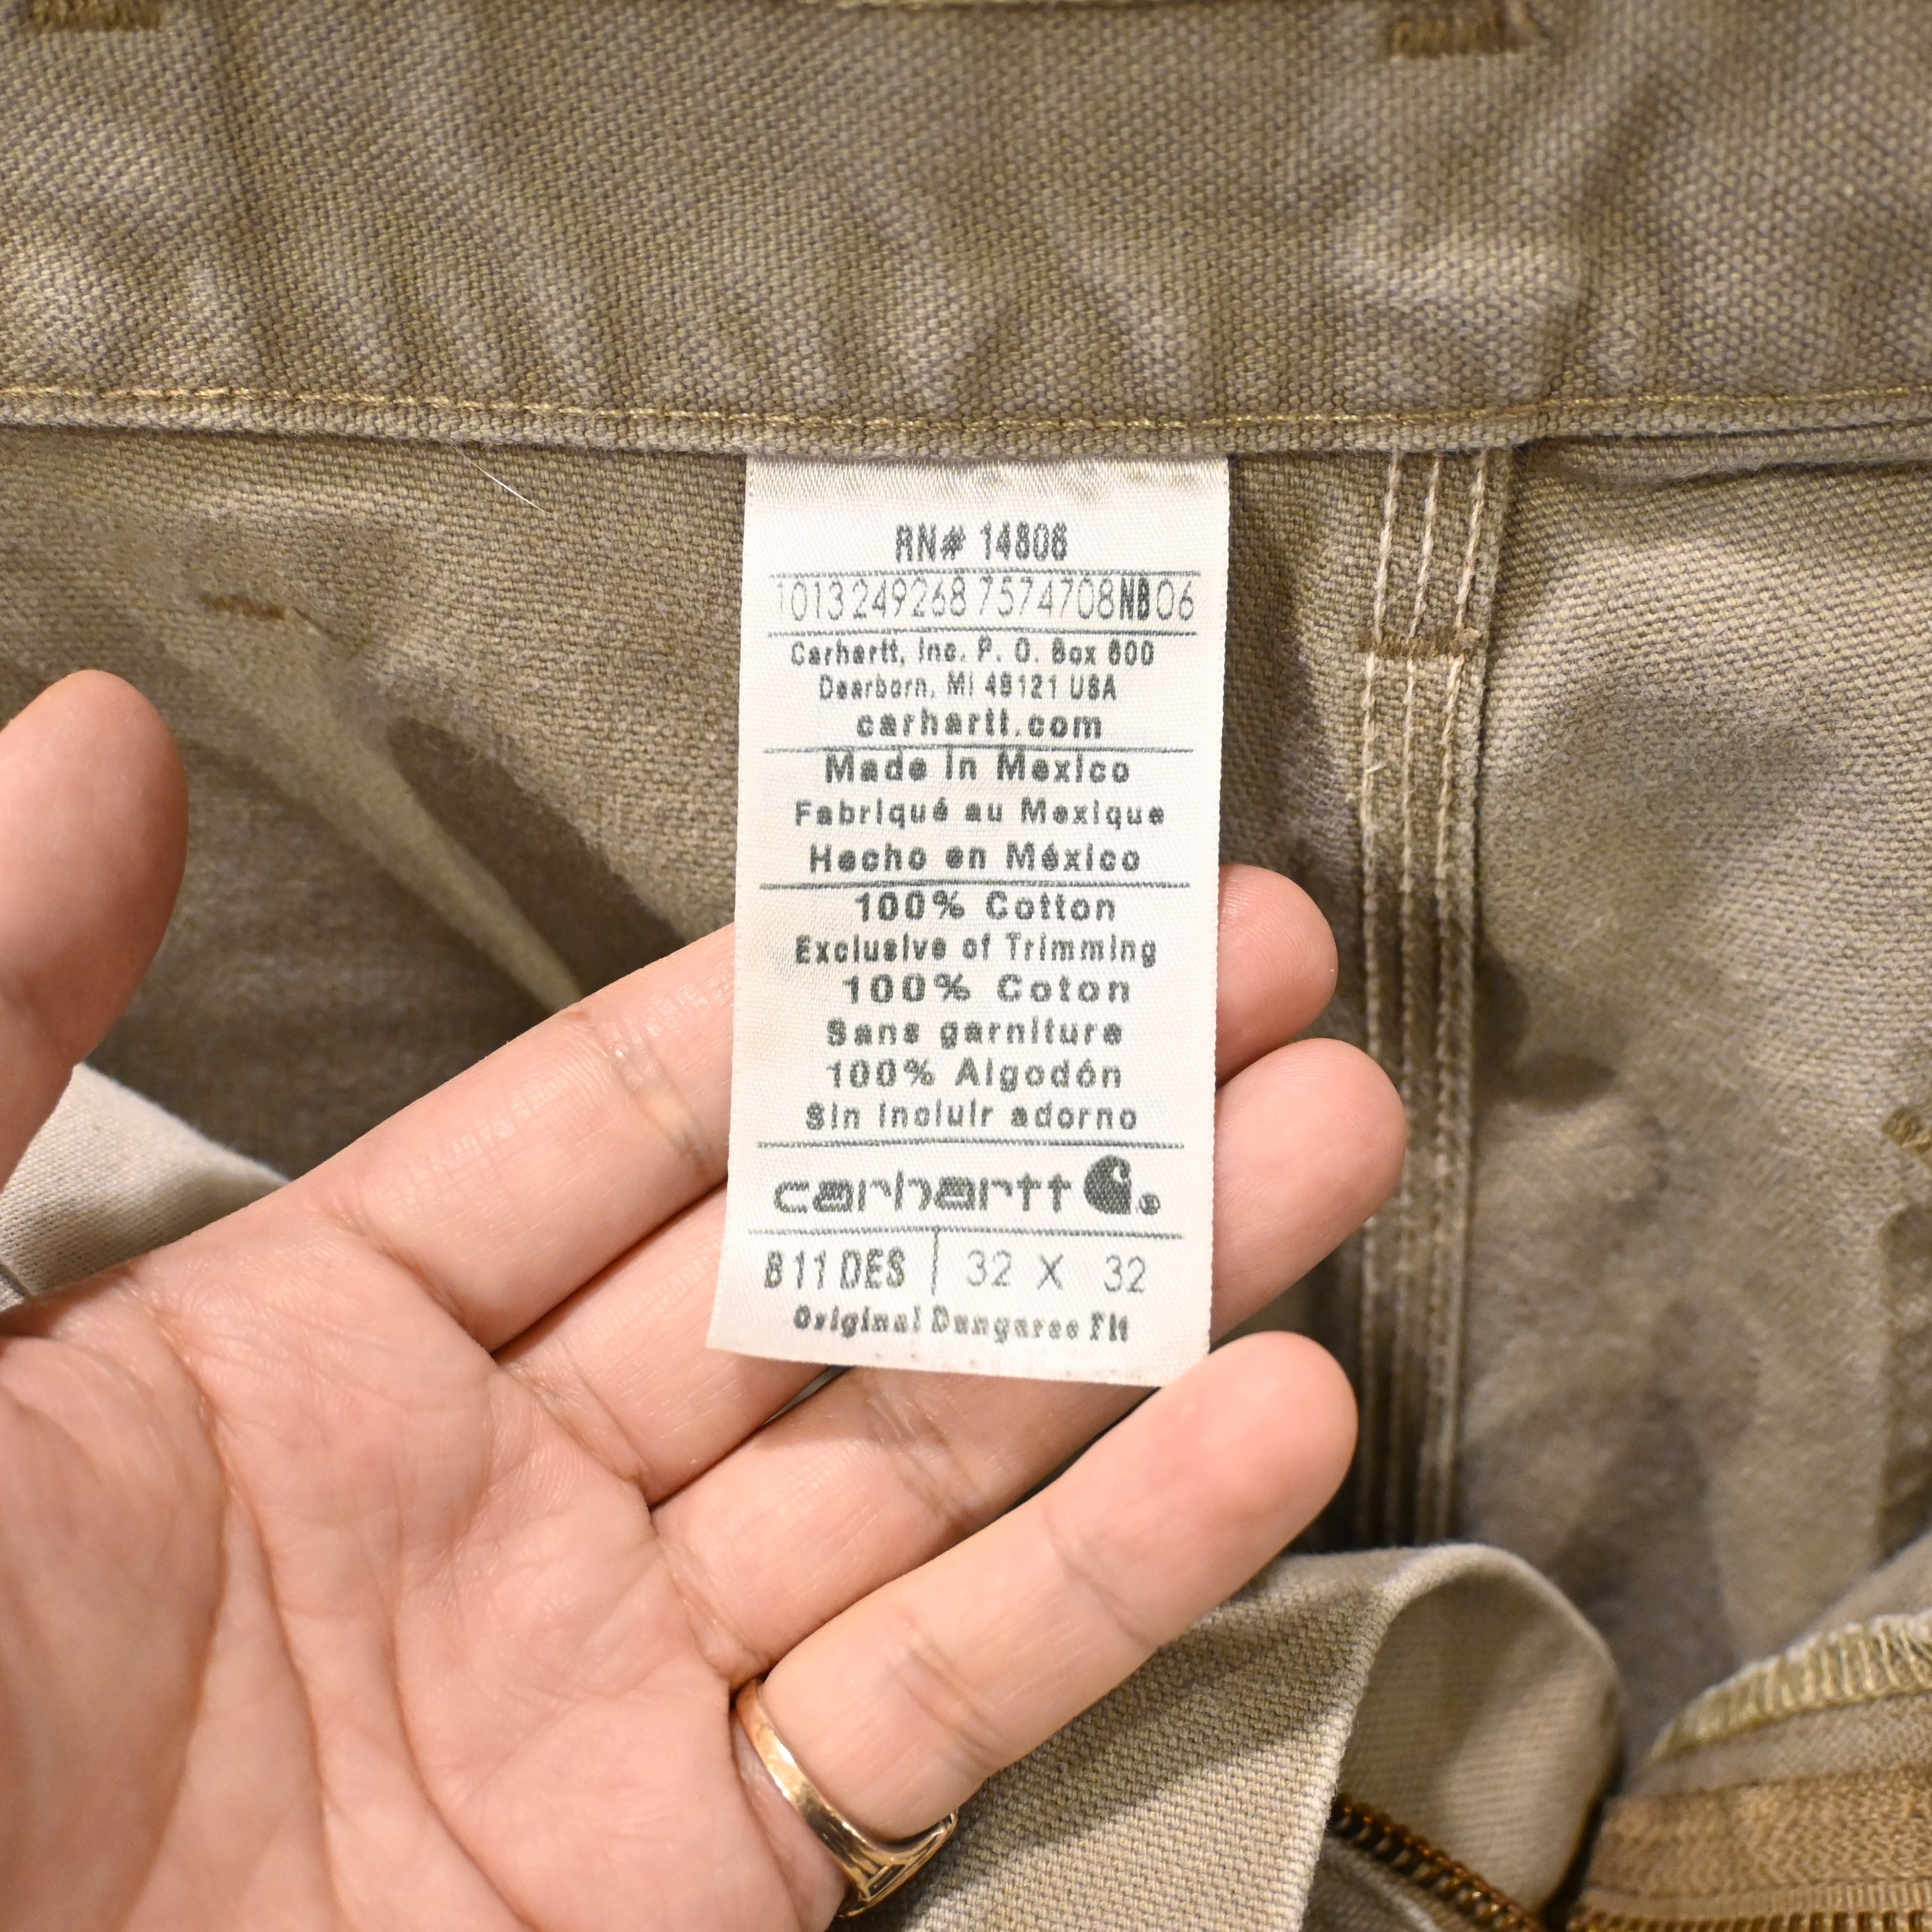 RN# 14806
1013249268 7574708NB06
Carhartt, Inc. P. O. Box 600
Dearborn, MI 48121 USA
carhartt.com
Made in Mexico
Fabriqué au Mexique
Hecho en México
100% Cotton
Exclusive of Trimming
100% Coton
Sans garniture
100% Algodón
Sin incluir adorno
carhartt ®
B11 DES 32 X 32
Original Dungaree Fit